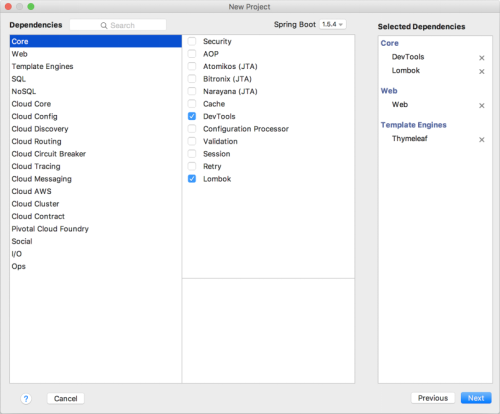 New Project
Dependencies
Search
Spring Boot 1.5.4
Selected Dependencies
Core
Web
Template Engines
SQL
NoSQL
Cloud Core
Cloud Config
Cloud Discovery
Cloud Routing
Cloud Circuit Breaker
Cloud Tracing
Cloud Messaging
Cloud AWS
Cloud Cluster
Cloud Contract
Pivotal Cloud Foundry
Social
I/O
Ops
Security
AOP
Atomikos (JTA)
Bitronix (JTA)
Narayana (JTA)
Cache
DevTools
Configuration Processor
Validation
Session
Retry
Lombok
Core
DevTools
Lombok
Web
Web
Template Engines
Thymeleaf
?
Cancel
Previous
Next